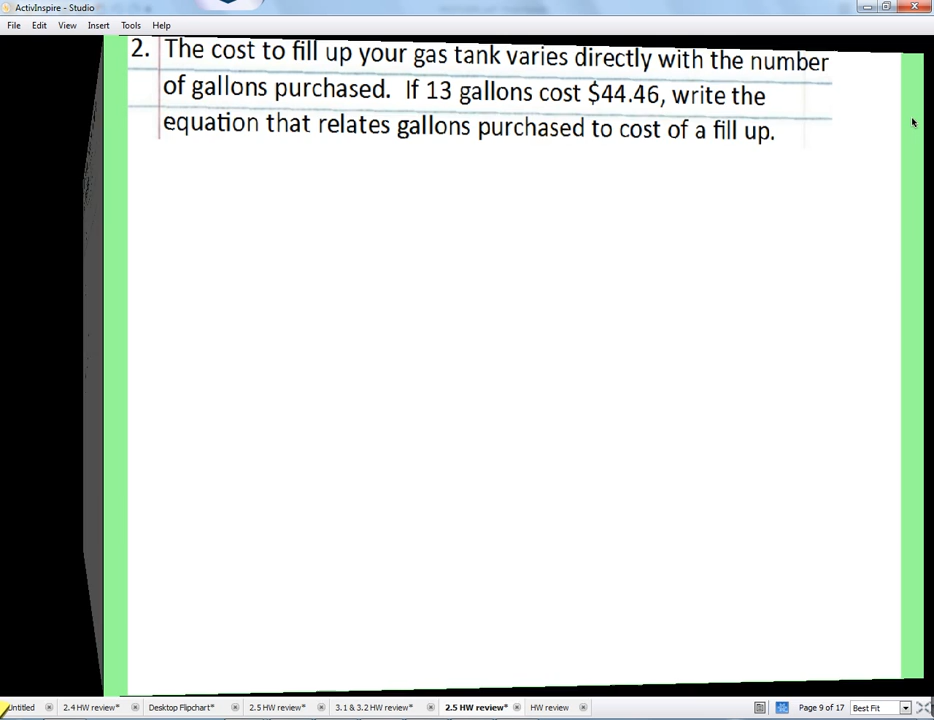 ActivInspire - Studio
File Edit View Insert Tools Help
2. The cost to fill up your gas tank varies directly with the number
of gallons purchased. If 13 gallons cost $44.46, write the
equation that relates gallons purchased to cost of a fill up.
Untitled 2.4 HW review* Desktop Flipchart* 2.5 HW review* 3.1 & 3.2 HW review* 2.5 HW review* HW review Page 9 of 17 Best Fit